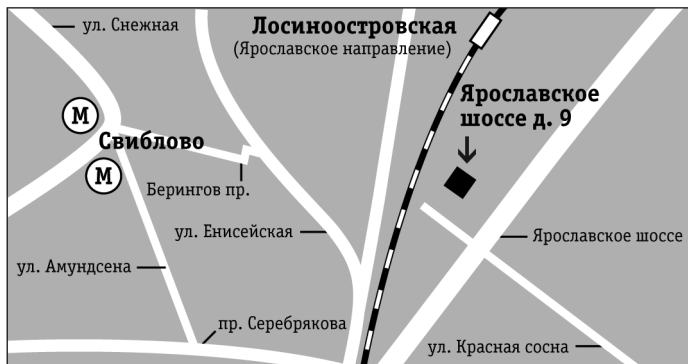 ул. Снежная
Лосиноостровская
(Ярославское направление)
Ярославское
шоссе д. 9
М
Свиблово
М
Берингов пр.
ул. Енисейская
Ярославское шоссе
ул. Амундсена
пр. Серебрякова
ул. Красная сосна